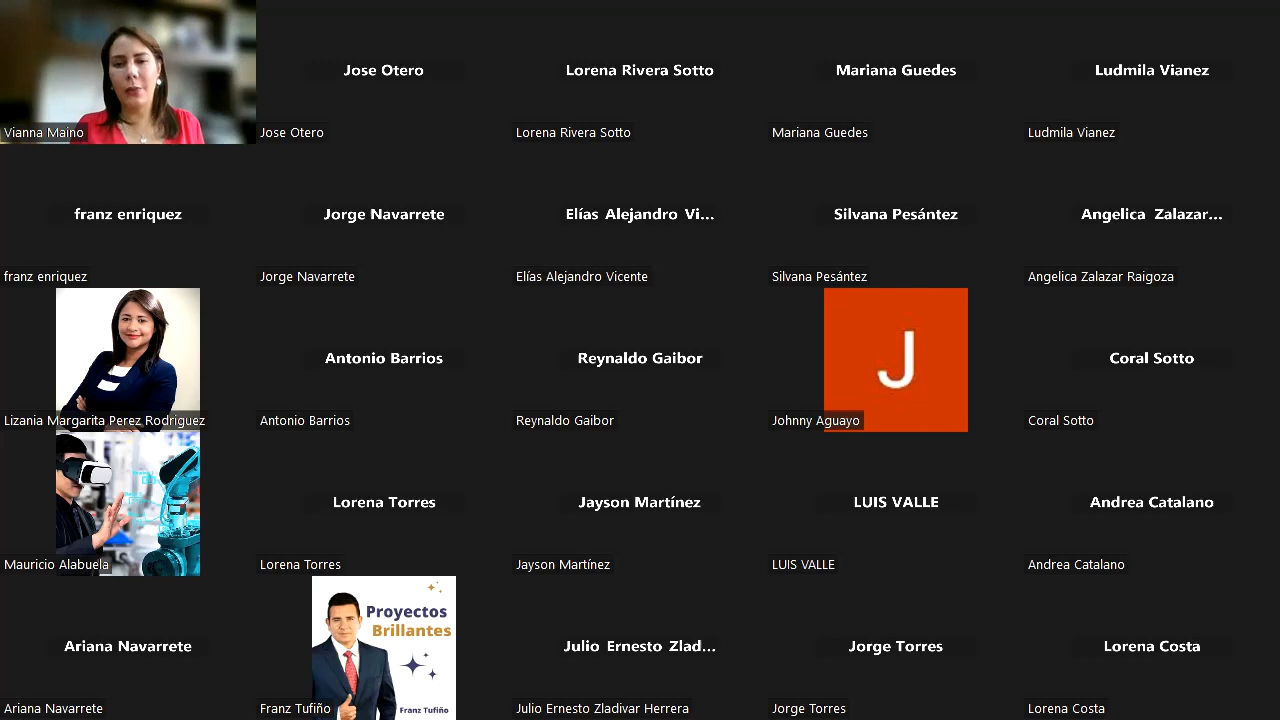 Vianna Maino
Jose Otero
Jose Otero
Lorena Rivera Sotto
Lorena Rivera Sotto
Mariana Guedes
Mariana Guedes
Ludmila Vianez
Ludmila Vianez
franz enriquez
franz enriquez
Jorge Navarrete
Jorge Navarrete
Elías Alejandro Vi...
Elías Alejandro Vicente
Silvana Pesántez
Silvana Pesántez
Angelica Zalazar...
Angelica Zalazar Raigoza
Lizania Margarita Perez Rodriguez
Antonio Barrios
Antonio Barrios
Reynaldo Gaibor
Reynaldo Gaibor
J
Johnny Aguayo
Coral Sotto
Coral Sotto
Mauricio Alabuela
Lorena Torres
Lorena Torres
Jayson Martínez
Jayson Martínez
LUIS VALLE
LUIS VALLE
Andrea Catalano
Andrea Catalano
Ariana Navarrete
Ariana Navarrete
Proyectos
Brillantes
Franz Tufiño
Franz Tufiño
Julio Ernesto Zlad...
Julio Ernesto Zladivar Herrera
Jorge Torres
Jorge Torres
Lorena Costa
Lorena Costa